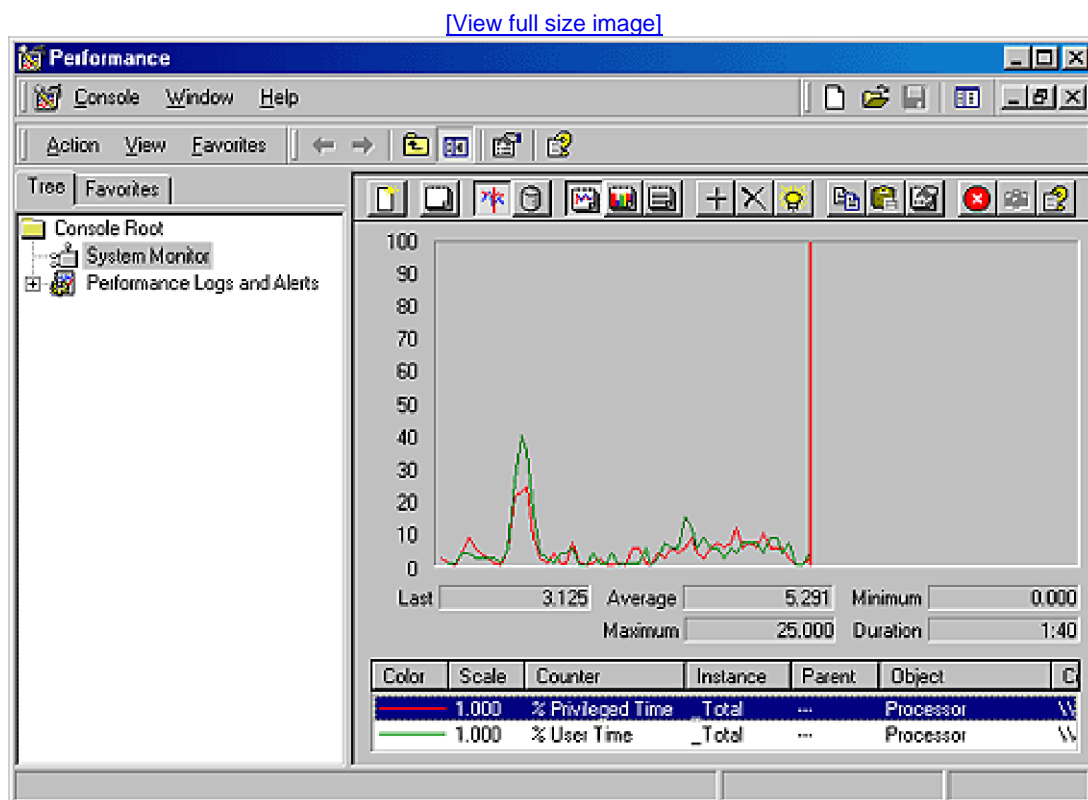 [View full size image]
Performance
Console Window Help
Action View Favorites
Tree Favorites
Console Root
System Monitor
Performance Logs and Alerts
100
90
80
70
60
50
40
30
20
10
0
Last 3.125 Average 5.291 Minimum 0.000
Maximum 25.000 Duration 1:40
Color Scale Counter Instance Parent Object C
1.000 % Privileged Time _Total --- Processor \\
1.000 % User Time _Total --- Processor \\